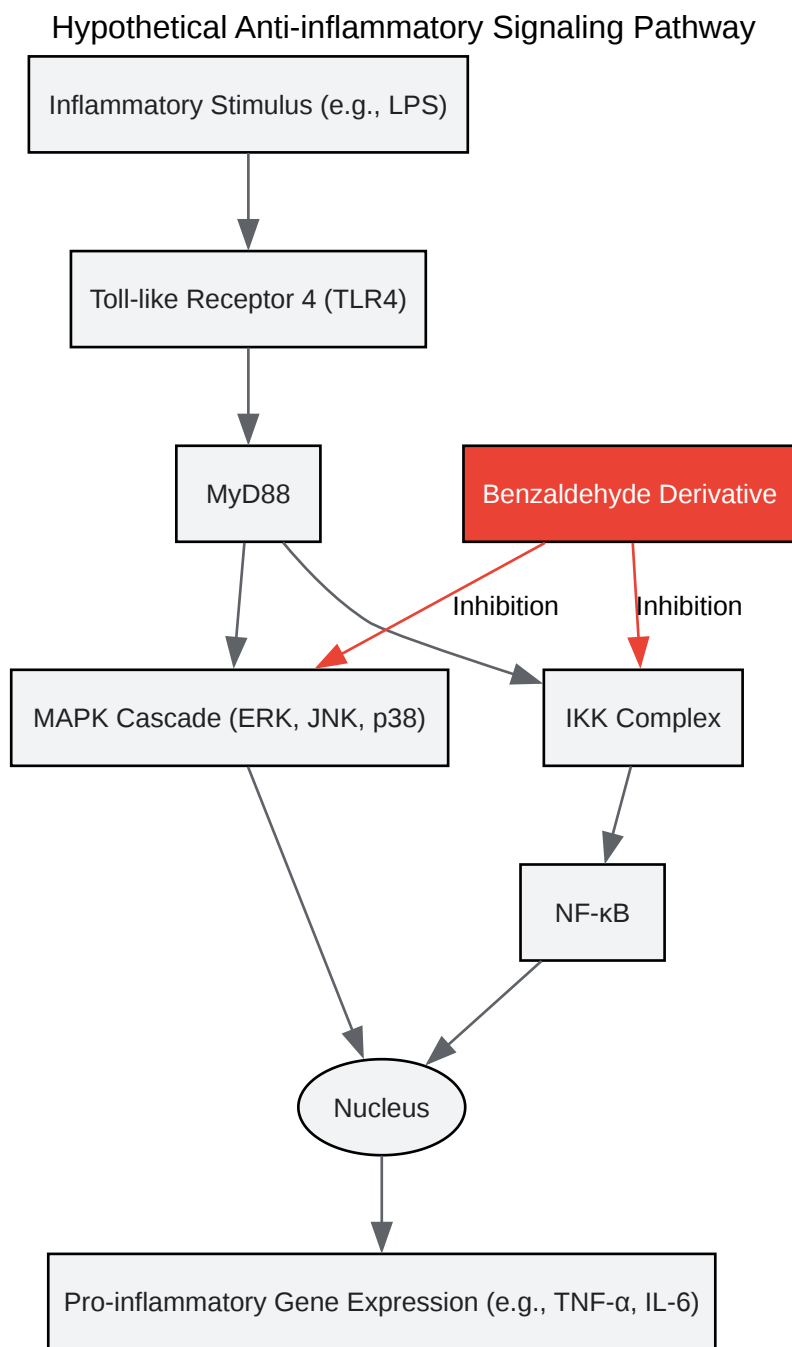 Hypothetical Anti-inflammatory Signaling Pathway
Inflammatory Stimulus (e.g., LPS)
Toll-like Receptor 4 (TLR4)
MyD88
Benzaldehyde Derivative
Inhibition
Inhibition
MAPK Cascade (ERK, JNK, p38)
IKK Complex
NF-κB
Nucleus
Pro-inflammatory Gene Expression (e.g., TNF-α, IL-6)